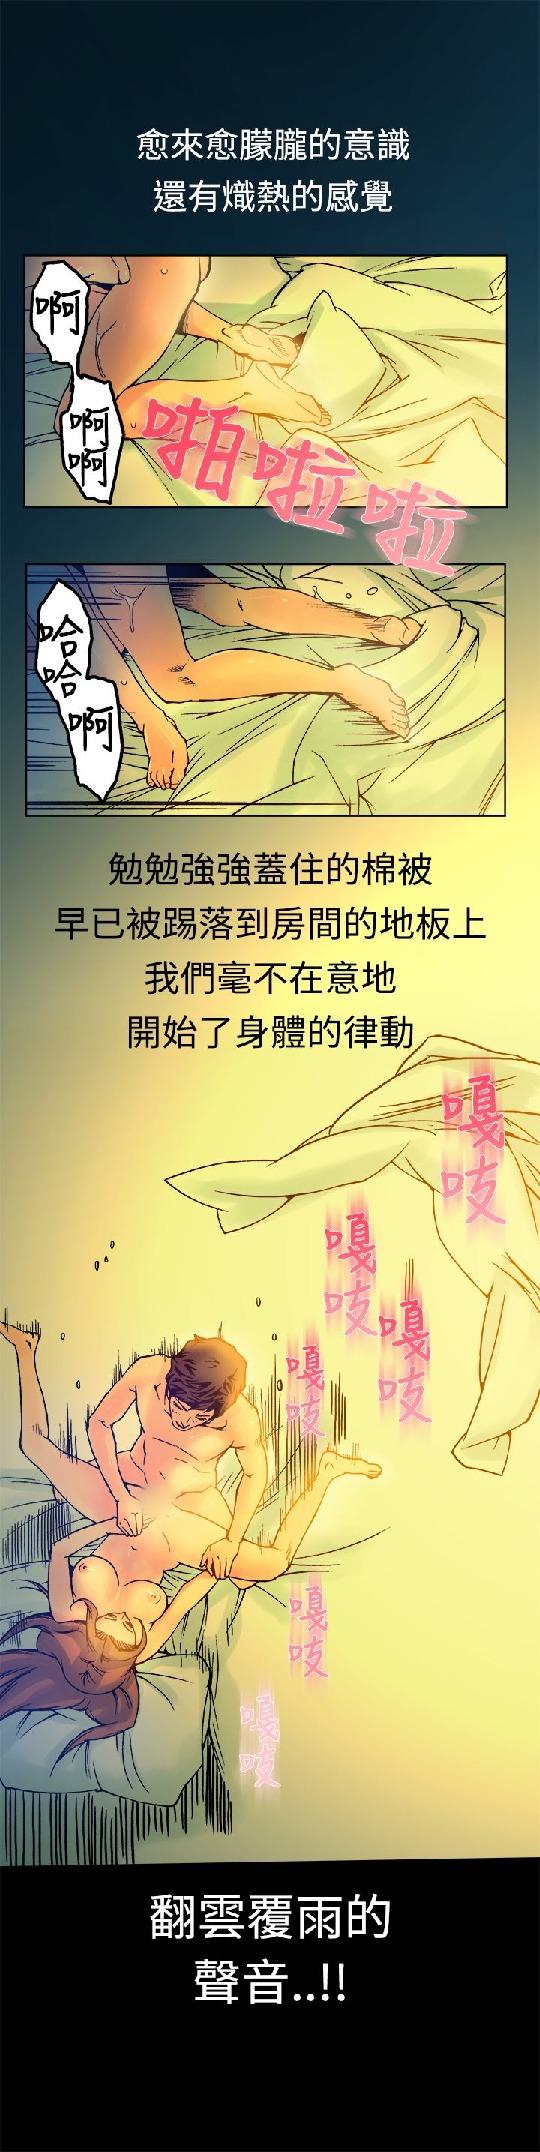 愈來愈朦朧的意識
還有熾熱的感覺
啊
啊啊
啪啦啦
哈哈
啊
勉勉強強蓋住的棉被
早已被踢落到房間的地板上
我們毫不在意地
開始了身體的律動
嘎吱
嘎吱
嘎吱
嘎吱
嘎吱
嘎吱
翻雲覆雨的
聲音..!!